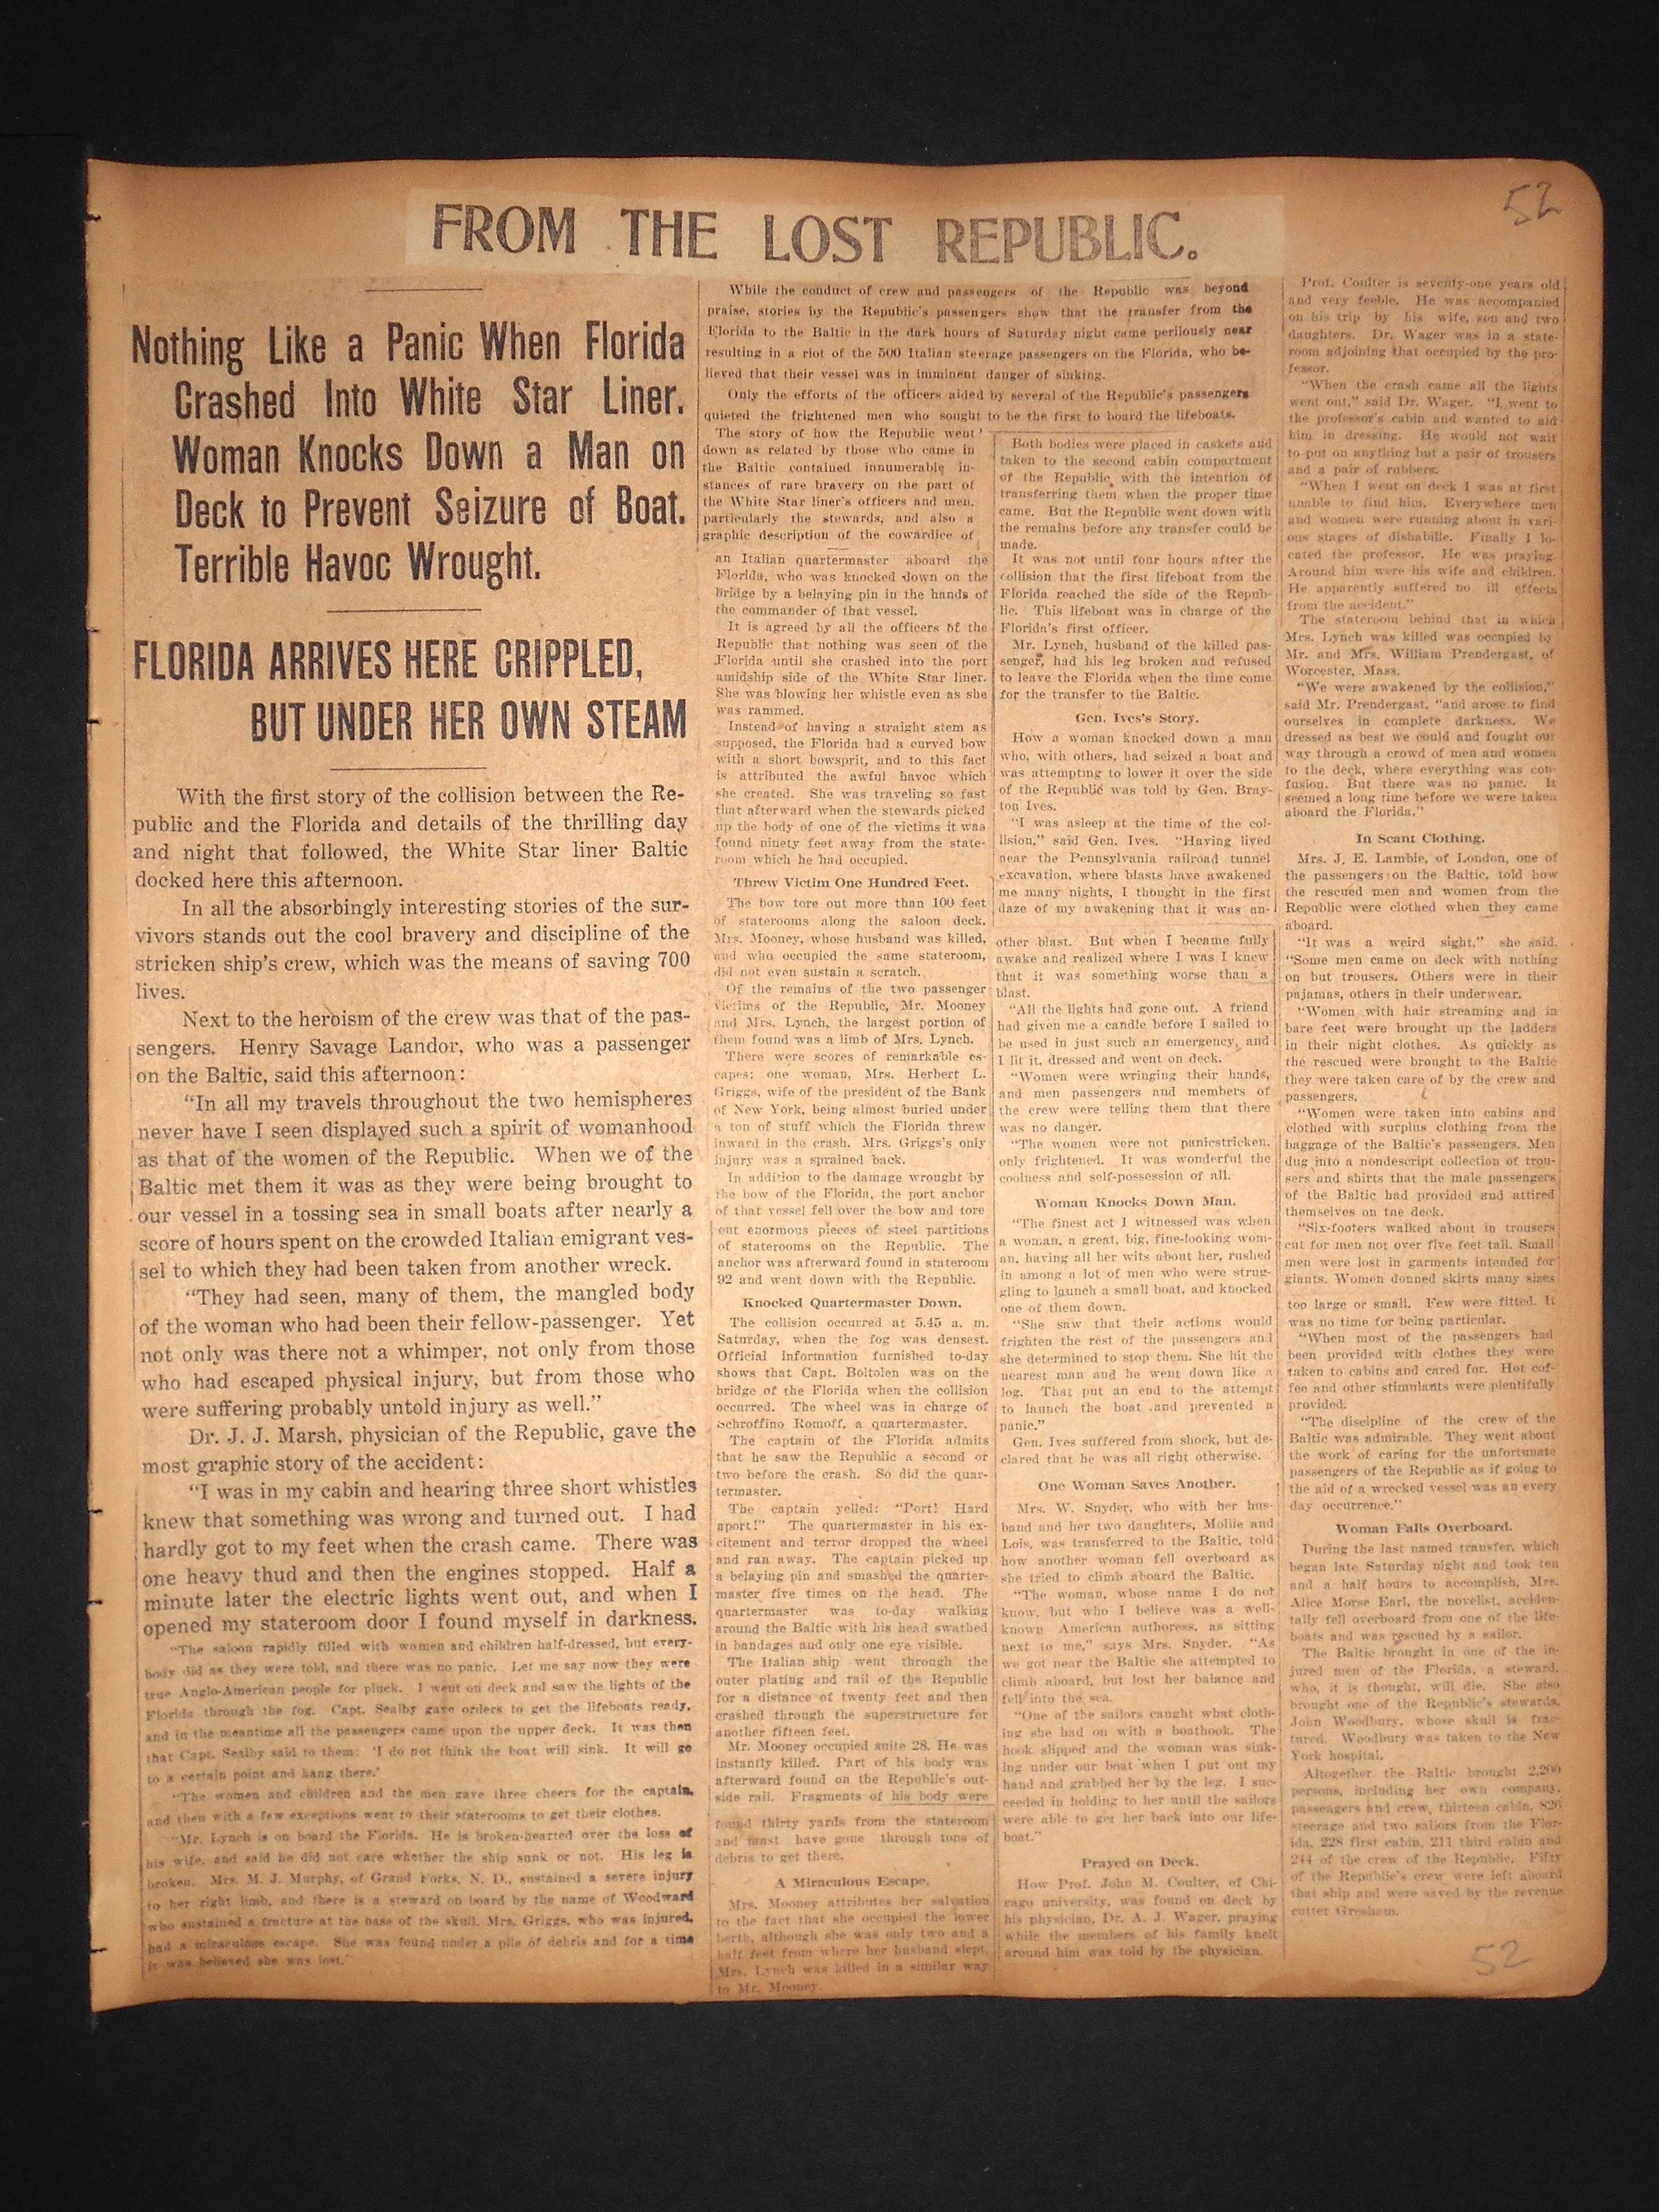 52
FROM THE LOST REPUBLIC.
Nothing Like a Panic When Florida
Crashed Into White Star Liner.
Woman Knocks Down a Man on
Deck to Prevent Seizure of Boat.
Terrible Havoc Wrought.
FLORIDA ARRIVES HERE CRIPPLED,
BUT UNDER HER OWN STEAM
With the first story of the collision between the Re-
public and the Florida and details of the thrilling day
and night that followed, the White Star liner Baltic
docked here this afternoon.
In all the absorbingly interesting stories of the sur-
vivors stands out the cool bravery and discipline of the
stricken ship's crew, which was the means of saving 700
lives.
Next to the heroism of the crew was that of the pas-
sengers. Henry Savage Landor, who was a passenger
on the Baltic, said this afternoon:
"In all my travels throughout the two hemispheres
never have I seen displayed such a spirit of womanhood
as that of the women of the Republic. When we of the
Baltic met them it was as they were being brought to
our vessel in a tossing sea in small boats after nearly a
score of hours spent on the crowded Italian emigrant ves-
sel to which they had been taken from another wreck.
"They had seen, many of them, the mangled body
of the woman who had been their fellow-passenger. Yet
not only was there not a whimper, not only from those
who had escaped physical injury, but from those who
were suffering probably untold injury as well."
Dr. J. J. Marsh, physician of the Republic, gave the
most graphic story of the accident:
"I was in my cabin and hearing three short whistles
knew that something was wrong and turned out. I had
hardly got to my feet when the crash came. There was
one heavy thud and then the engines stopped. Half a
minute later the electric lights went out, and when I
opened my stateroom door I found myself in darkness.
"The saloon rapidly filled with women and children half-dressed, but every-
body did as they were told, and there was no panic. Let me say now they were
true Anglo-American people for pluck. I went on deck and saw the lights of the
Florida through the fog. Capt. Sealby gave orders to get the lifeboats ready,
and in the meantime all the passengers came upon the upper deck. It was then
that Capt. Sealby said to them: 'I do not think the boat will sink. It will go
to a certain point and hang there.'
"The women and children and the men gave three cheers for the captain,
and then with a few exceptions went to their staterooms to get their clothes.
"Mr. Lynch is on board the Florida. He is broken-hearted over the loss of
his wife, and said he did not care whether the ship sunk or not. His leg is
broken. Mrs. M. J. Murphy, of Grand Forks, N. D., sustained a severe injury
to her right limb, and there is a steward on board by the name of Woodward
who sustained a fracture at the base of the skull. Mrs. Griggs, who was injured,
had a miraculous escape. She was found under a pile of debris and for a time
it was believed she was lost."
While the conduct of crew and passengers of the Republic was beyond
praise, stories by the Republic's passengers show that the transfer from the
Florida to the Baltic in the dark hours of Saturday night came perilously near
resulting in a riot of the 500 Italian steerage passengers on the Florida, who be-
lieved that their vessel was in imminent danger of sinking.
Only the efforts of the officers aided by several of the Republic's passengers
quieted the frightened men who sought to be the first to board the lifeboats.
The story of how the Republic went
down as related by those who came in
the Baltic contained innumerable in-
stances of rare bravery on the part of
the White Star liner's officers and men,
particularly the stewards, and also a
graphic description of the cowardice of
an Italian quartermaster aboard the
Florida, who was knocked down on the
bridge by a belaying pin in the hands of
the commander of that vessel.
It is agreed by all the officers of the
Republic that nothing was seen of the
Florida until she crashed into the port
amidship side of the White Star liner.
She was blowing her whistle even as she
was rammed.
Instead of having a straight stem as
supposed, the Florida had a curved bow
with a short bowsprit, and to this fact
is attributed the awful havoc which
she created. She was traveling so fast
that afterward when the stewards picked
up the body of one of the victims it was
found ninety feet away from the state-
room which he had occupied.
Threw Victim One Hundred Feet.
The bow tore out more than 100 feet
of staterooms along the saloon deck.
Mrs. Mooney, whose husband was killed,
and who occupied the same stateroom,
did not even sustain a scratch.
Of the remains of the two passenger
victims of the Republic, Mr. Mooney
and Mrs. Lynch, the largest portion of
them found was a limb of Mrs. Lynch.
There were scores of remarkable es-
capes; one woman, Mrs. Herbert L.
Griggs, wife of the president of the Bank
of New York, being almost buried under
a ton of stuff which the Florida threw
inward in the crash. Mrs. Griggs's only
injury was a sprained back.
In addition to the damage wrought by
the bow of the Florida, the port anchor
of that vessel fell over the bow and tore
out enormous pieces of steel partitions
of staterooms on the Republic. The
anchor was afterward found in stateroom
92 and went down with the Republic.
Knocked Quartermaster Down.
The collision occurred at 5.45 a. m.
Saturday, when the fog was densest.
Official information furnished to-day
shows that Capt. Boltolen was on the
bridge of the Florida when the collision
occurred. The wheel was in charge of
Schroffino Romoff, a quartermaster.
The captain of the Florida admits
that he saw the Republic a second or
two before the crash. So did the quar-
termaster.
The captain yelled: "Port! Hard
aport!" The quartermaster in his ex-
citement and terror dropped the wheel
and ran away. The captain picked up
a belaying pin and smashed the quarter-
master five times on the head. The
quartermaster was to-day walking
around the Baltic with his head swathed
in bandages and only one eye visible.
The Italian ship went through the
outer plating and rail of the Republic
for a distance of twenty feet and then
crashed through the superstructure for
another fifteen feet.
Mr. Mooney occupied suite 28. He was
instantly killed. Part of his body was
afterward found on the Republic's out-
side rail. Fragments of his body were
found thirty yards from the stateroom
and must have gone through tons of
debris to get there.
A Miraculous Escape.
Mrs. Mooney attributes her salvation
to the fact that she occupied the lower
berth, although she was only two and a
half feet from where her husband slept.
Mrs. Lynch was killed in a similar way
to Mr. Mooney.
Both bodies were placed in caskets and
taken to the second cabin compartment
of the Republic, with the intention of
transferring them when the proper time
came. But the Republic went down with
the remains before any transfer could be
made.
It was not until four hours after the
collision that the first lifeboat from the
Florida reached the side of the Repub-
lic. This lifeboat was in charge of the
Florida's first officer.
Mr. Lynch, husband of the killed pas-
senger, had his leg broken and refused
to leave the Florida when the time come
for the transfer to the Baltic.
Gen. Ives's Story.
How a woman knocked down a man
who, with others, had seized a boat and
was attempting to lower it over the side
of the Republic was told by Gen. Bray-
ton Ives.
"I was asleep at the time of the col-
lision," said Gen. Ives. "Having lived
near the Pennsylvania railroad tunnel
excavation, where blasts have awakened
me many nights, I thought in the first
daze of my awakening that it was an-
other blast. But when I became fully
awake and realized where I was I knew
that it was something worse than a
blast.
"All the lights had gone out. A friend
had given me a candle before I sailed to
be used in just such an emergency, and
I lit it, dressed and went on deck.
"Women were wringing their hands,
and men passengers and members of
the crew were telling them that there
was no danger.
"The women were not panicstricken,
only frightened. It was wonderful the
coolness and self-possession of all.
Woman Knocks Down Man.
"The finest act I witnessed was when
a woman, a great, big, fine-looking wom-
an, having all her wits about her, rushed
in among a lot of men who were strug-
gling to launch a small boat, and knocked
one of them down.
"She saw that their actions would
frighten the rest of the passengers and
she determined to stop them. She hit the
nearest man and he went down like a
log. That put an end to the attempt
to launch the boat and prevented a
panic."
Gen. Ives suffered from shock, but de-
clared that he was all right otherwise.
One Woman Saves Another.
Mrs. W. Snyder, who with her hus-
band and her two daughters, Mollie and
Lois, was transferred to the Baltic, told
how another woman fell overboard as
she tried to climb aboard the Baltic.
"The woman, whose name I do not
know, but who I believe was a well-
known American authoress, as sitting
next to me," says Mrs. Snyder. "As
we got near the Baltic she attempted to
climb aboard, but lost her balance and
fell into the sea.
"One of the sailors caught what cloth-
ing she had on with a boathook. The
hook slipped and the woman was sink-
ing under our boat when I put out my
hand and grabbed her by the leg. I suc-
ceeded in holding to her until the sailors
were able to get her back into our life-
boat."
Prayed on Deck.
How Prof. John M. Coulter, of Chi-
cago university, was found on deck by
his physician, Dr. A. J. Wager, praying
while the members of his family knelt
around him was told by the physician.
Prof. Coulter is seventy-one years old
and very feeble. He was accompanied
on his trip by his wife, son and two
daughters. Dr. Wager was in a state-
room adjoining that occupied by the pro-
fessor.
"When the crash came all the lights
went out," said Dr. Wager. "I went to
the professor's cabin and wanted to aid
him in dressing. He would not wait
to put on anything but a pair of trousers
and a pair of rubbers.
"When I went on deck I was at first
unable to find him. Everywhere men
and women were running about in vari-
ous stages of dishabille. Finally I lo-
cated the professor. He was praying.
Around him were his wife and children.
He apparently suffered no ill effects
from the accident."
The stateroom behind that in which
Mrs. Lynch was killed was occupied by
Mr. and Mrs. William Prendergast, of
Worcester, Mass.
"We were awakened by the collision,"
said Mr. Prendergast, "and arose to find
ourselves in complete darkness. We
dressed as best we could and fought our
way through a crowd of men and women
to the deck, where everything was con-
fusion. But there was no panic. It
seemed a long time before we were taken
aboard the Florida."
In Scant Clothing.
Mrs. J. E. Lambie, of London, one of
the passengers on the Baltic, told how
the rescued men and women from the
Republic were clothed when they came
aboard.
"It was a weird sight," she said.
"Some men came on deck with nothing
on but trousers. Others were in their
pajamas, others in their underwear.
"Women with hair streaming and in
bare feet were brought up the ladders
in their night clothes. As quickly as
the rescued were brought to the Baltic
they were taken care of by the crew and
passengers.
"Women were taken into cabins and
clothed with surplus clothing from the
baggage of the Baltic's passengers. Men
dug into a nondescript collection of trou-
sers and shirts that the male passengers
of the Baltic had provided and attired
themselves on the deck.
"Six-footers walked about in trousers
cut for men not over five feet tall. Small
men were lost in garments intended for
giants. Women donned skirts many sizes
too large or small. Few were fitted. It
was no time for being particular.
"When most of the passengers had
been provided with clothes they were
taken to cabins and cared for. Hot cof-
fee and other stimulants were plentifully
provided.
"The discipline of the crew of the
Baltic was admirable. They went about
the work of caring for the unfortunate
passengers of the Republic as if going to
the aid of a wrecked vessel was an every
day occurrence."
Woman Falls Overboard.
During the last named transfer, which
began late Saturday night and took ten
and a half hours to accomplish, Mrs.
Alice Morse Earl, the novelist, acciden-
tally fell overboard from one of the life-
boats and was rescued by a sailor.
The Baltic brought in one of the in-
jured men of the Florida, a steward,
who, it is thought, will die. She also
brought one of the Republic's stewards,
John Woodbury, whose skull is frac-
tured. Woodbury was taken to the New
York hospital.
Altogether the Baltic brought 2,200
persons, including her own company,
passengers and crew, thirteen cabin, 826
steerage and two sailors from the Flor-
ida, 228 first cabin, 211 third cabin and
244 of the crew of the Republic. Fifty
of the Republic's crew were left aboard
that ship and were saved by the revenue
cutter Gresham.
52